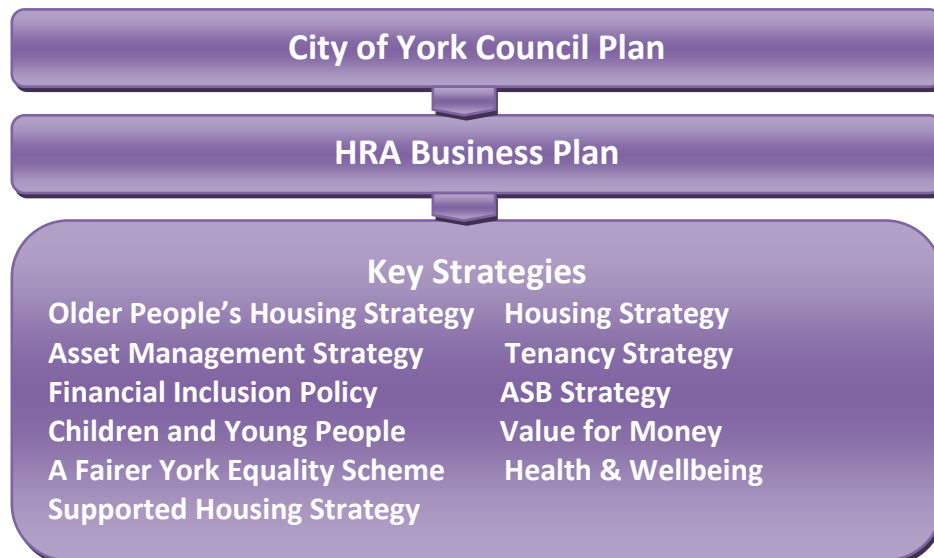 City of York Council Plan
HRA Business Plan
Key Strategies
Older People’s Housing Strategy Housing Strategy
Asset Management Strategy Tenancy Strategy
Financial Inclusion Policy ASB Strategy
Children and Young People Value for Money
A Fairer York Equality Scheme Health & Wellbeing
Supported Housing Strategy